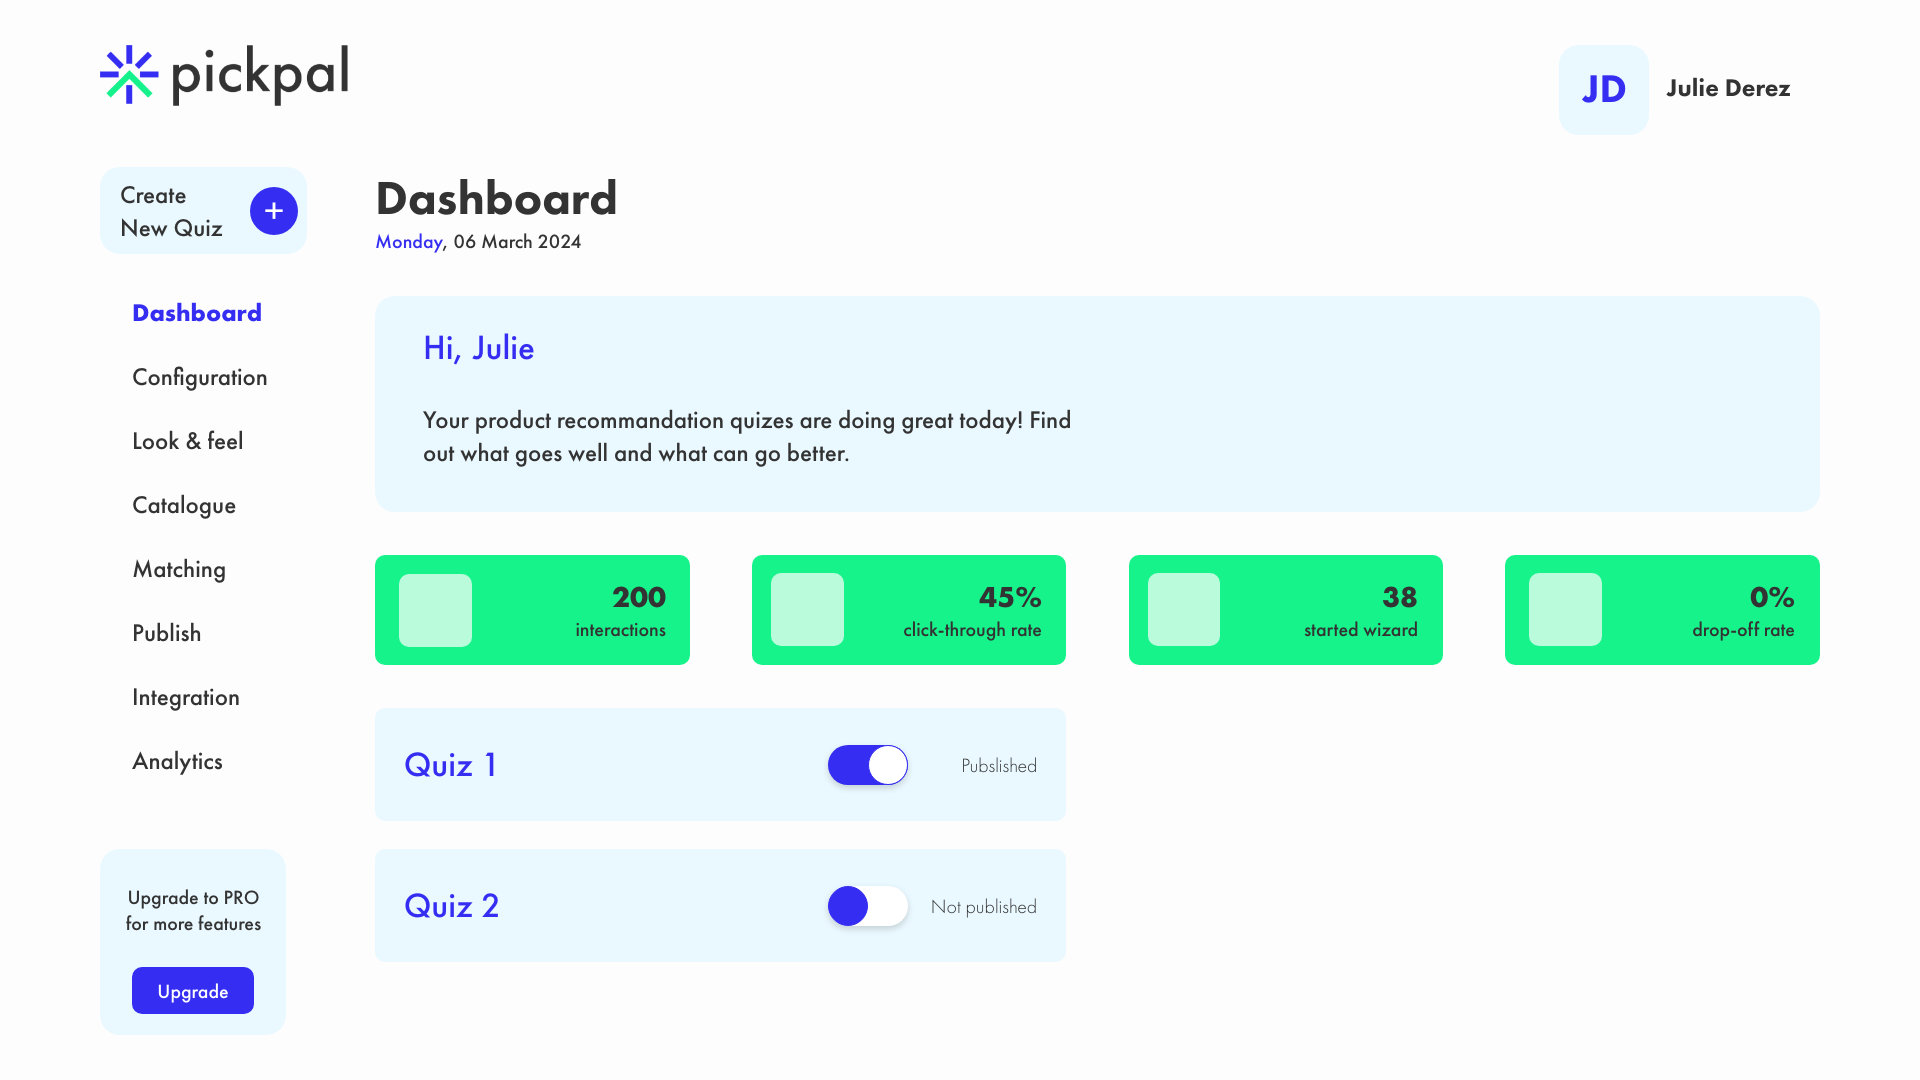 pickpal
JD
Julie Derez
Create
New Quiz
+
Dashboard
Configuration
Look & feel
Catalogue
Matching
Publish
Integration
Analytics
Upgrade to PRO
for more features
Upgrade
Dashboard
Monday, 06 March 2024
Hi, Julie
Your product recommandation quizes are doing great today! Find
out what goes well and what can go better.
200
interactions
45%
click-through rate
38
started wizard
0%
drop-off rate
Quiz 1
Pubslished
Quiz 2
Not published